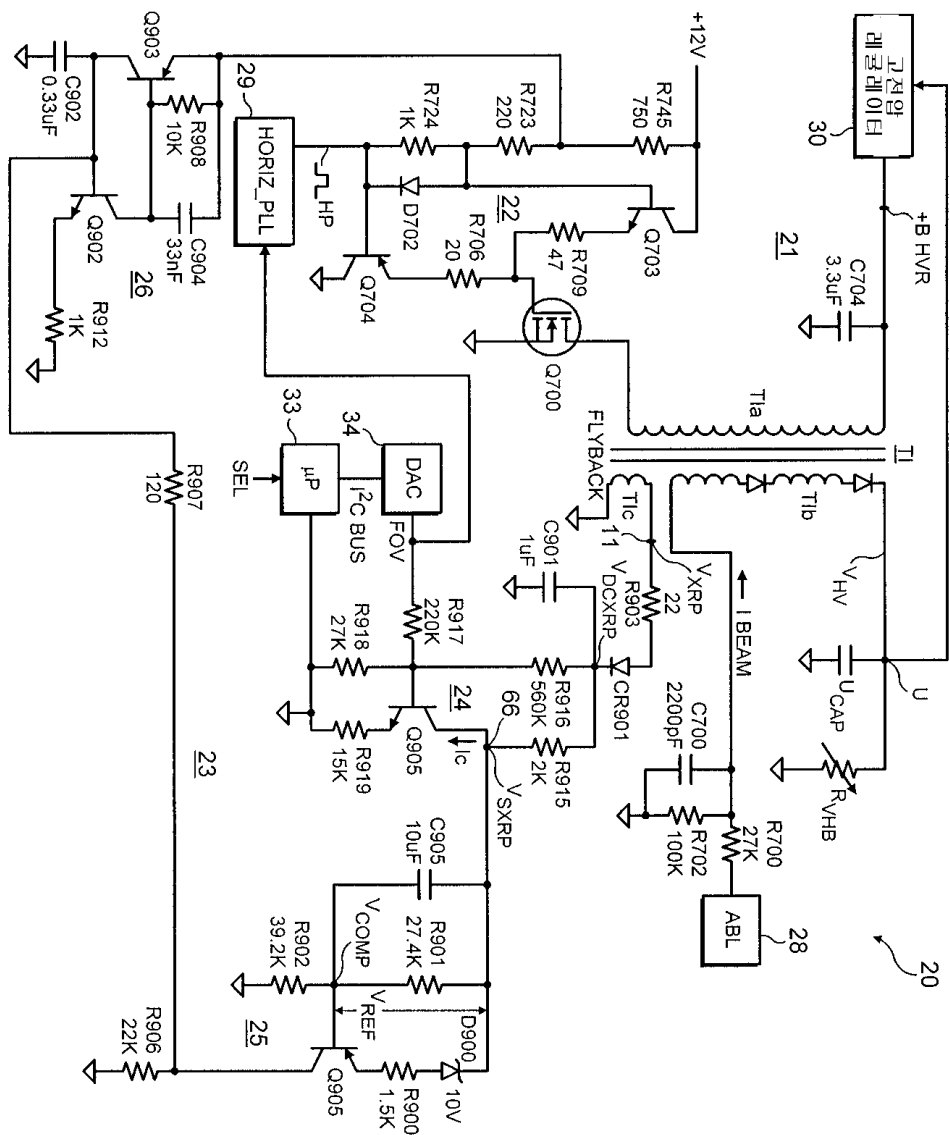 20
고전압
레귤레이터
30
+B HVR
21
C704
3.3uF
+12V
R745
750
R723
220
R724
1K
22
D702
HP
HORIZ_PLL
29
Q703
R709
47
R706
20
Q704
Q700
T1
T1a
T1b
T1c
FLYBACK
V_HV
U
U_CAP
R_VHB
I BEAM
C700
2200pF
R702
100K
R700
27K
ABL
28
V_XRP
11
R903
22
CR901
V_DCXRP
C901
1uF
R916
560K
R915
2K
66
V_SXRP
Ic
24
Q905
R917
220K
R918
27K
R919
15K
FOV
DAC
34
I²C BUS
μP
33
SEL
C905
10uF
V_COMP
R901
27.4K
R902
39.2K
V_REF
D900
10V
R900
1.5K
Q905
25
R906
22K
23
R907
120
Q903
R908
10K
C904
33nF
C902
0.33uF
Q902
26
R912
1K